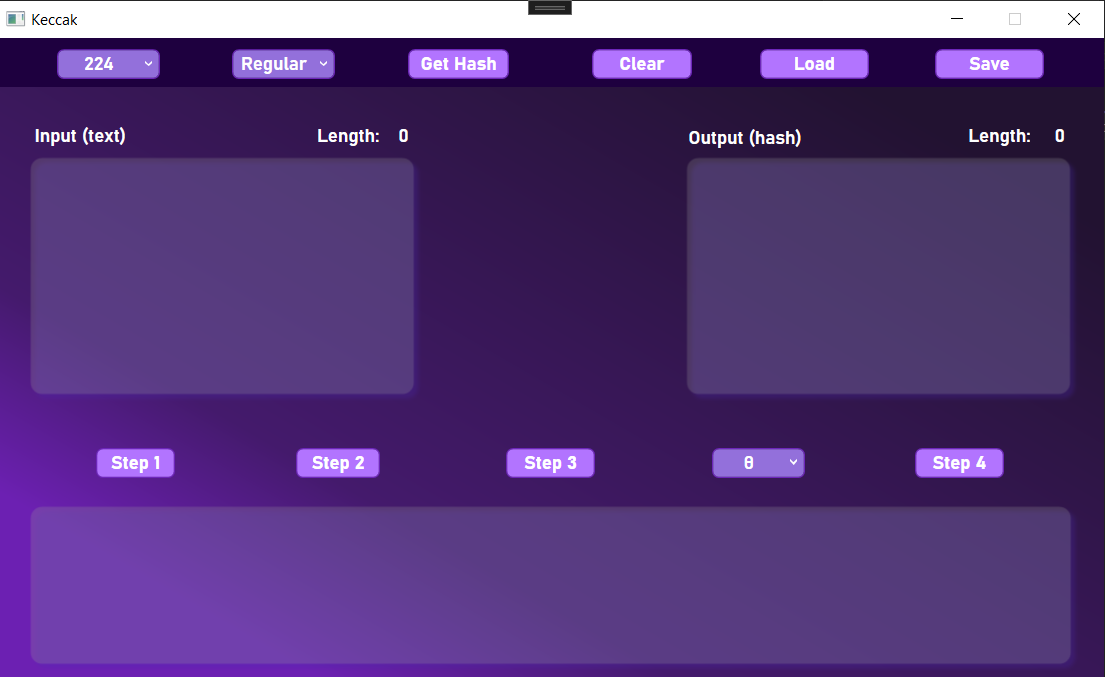 Keccak
224 Regular Get Hash Clear Load Save
Input (text) Length: 0 Output (hash) Length: 0
Step 1 Step 2 Step 3 θ Step 4